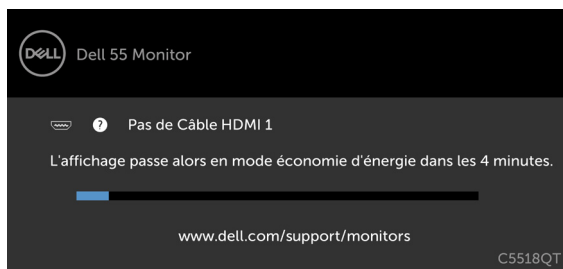 DELL
Dell 55 Monitor
? Pas de Câble HDMI 1
L'affichage passe alors en mode économie d'énergie dans les 4 minutes.
www.dell.com/support/monitors
C5518QT